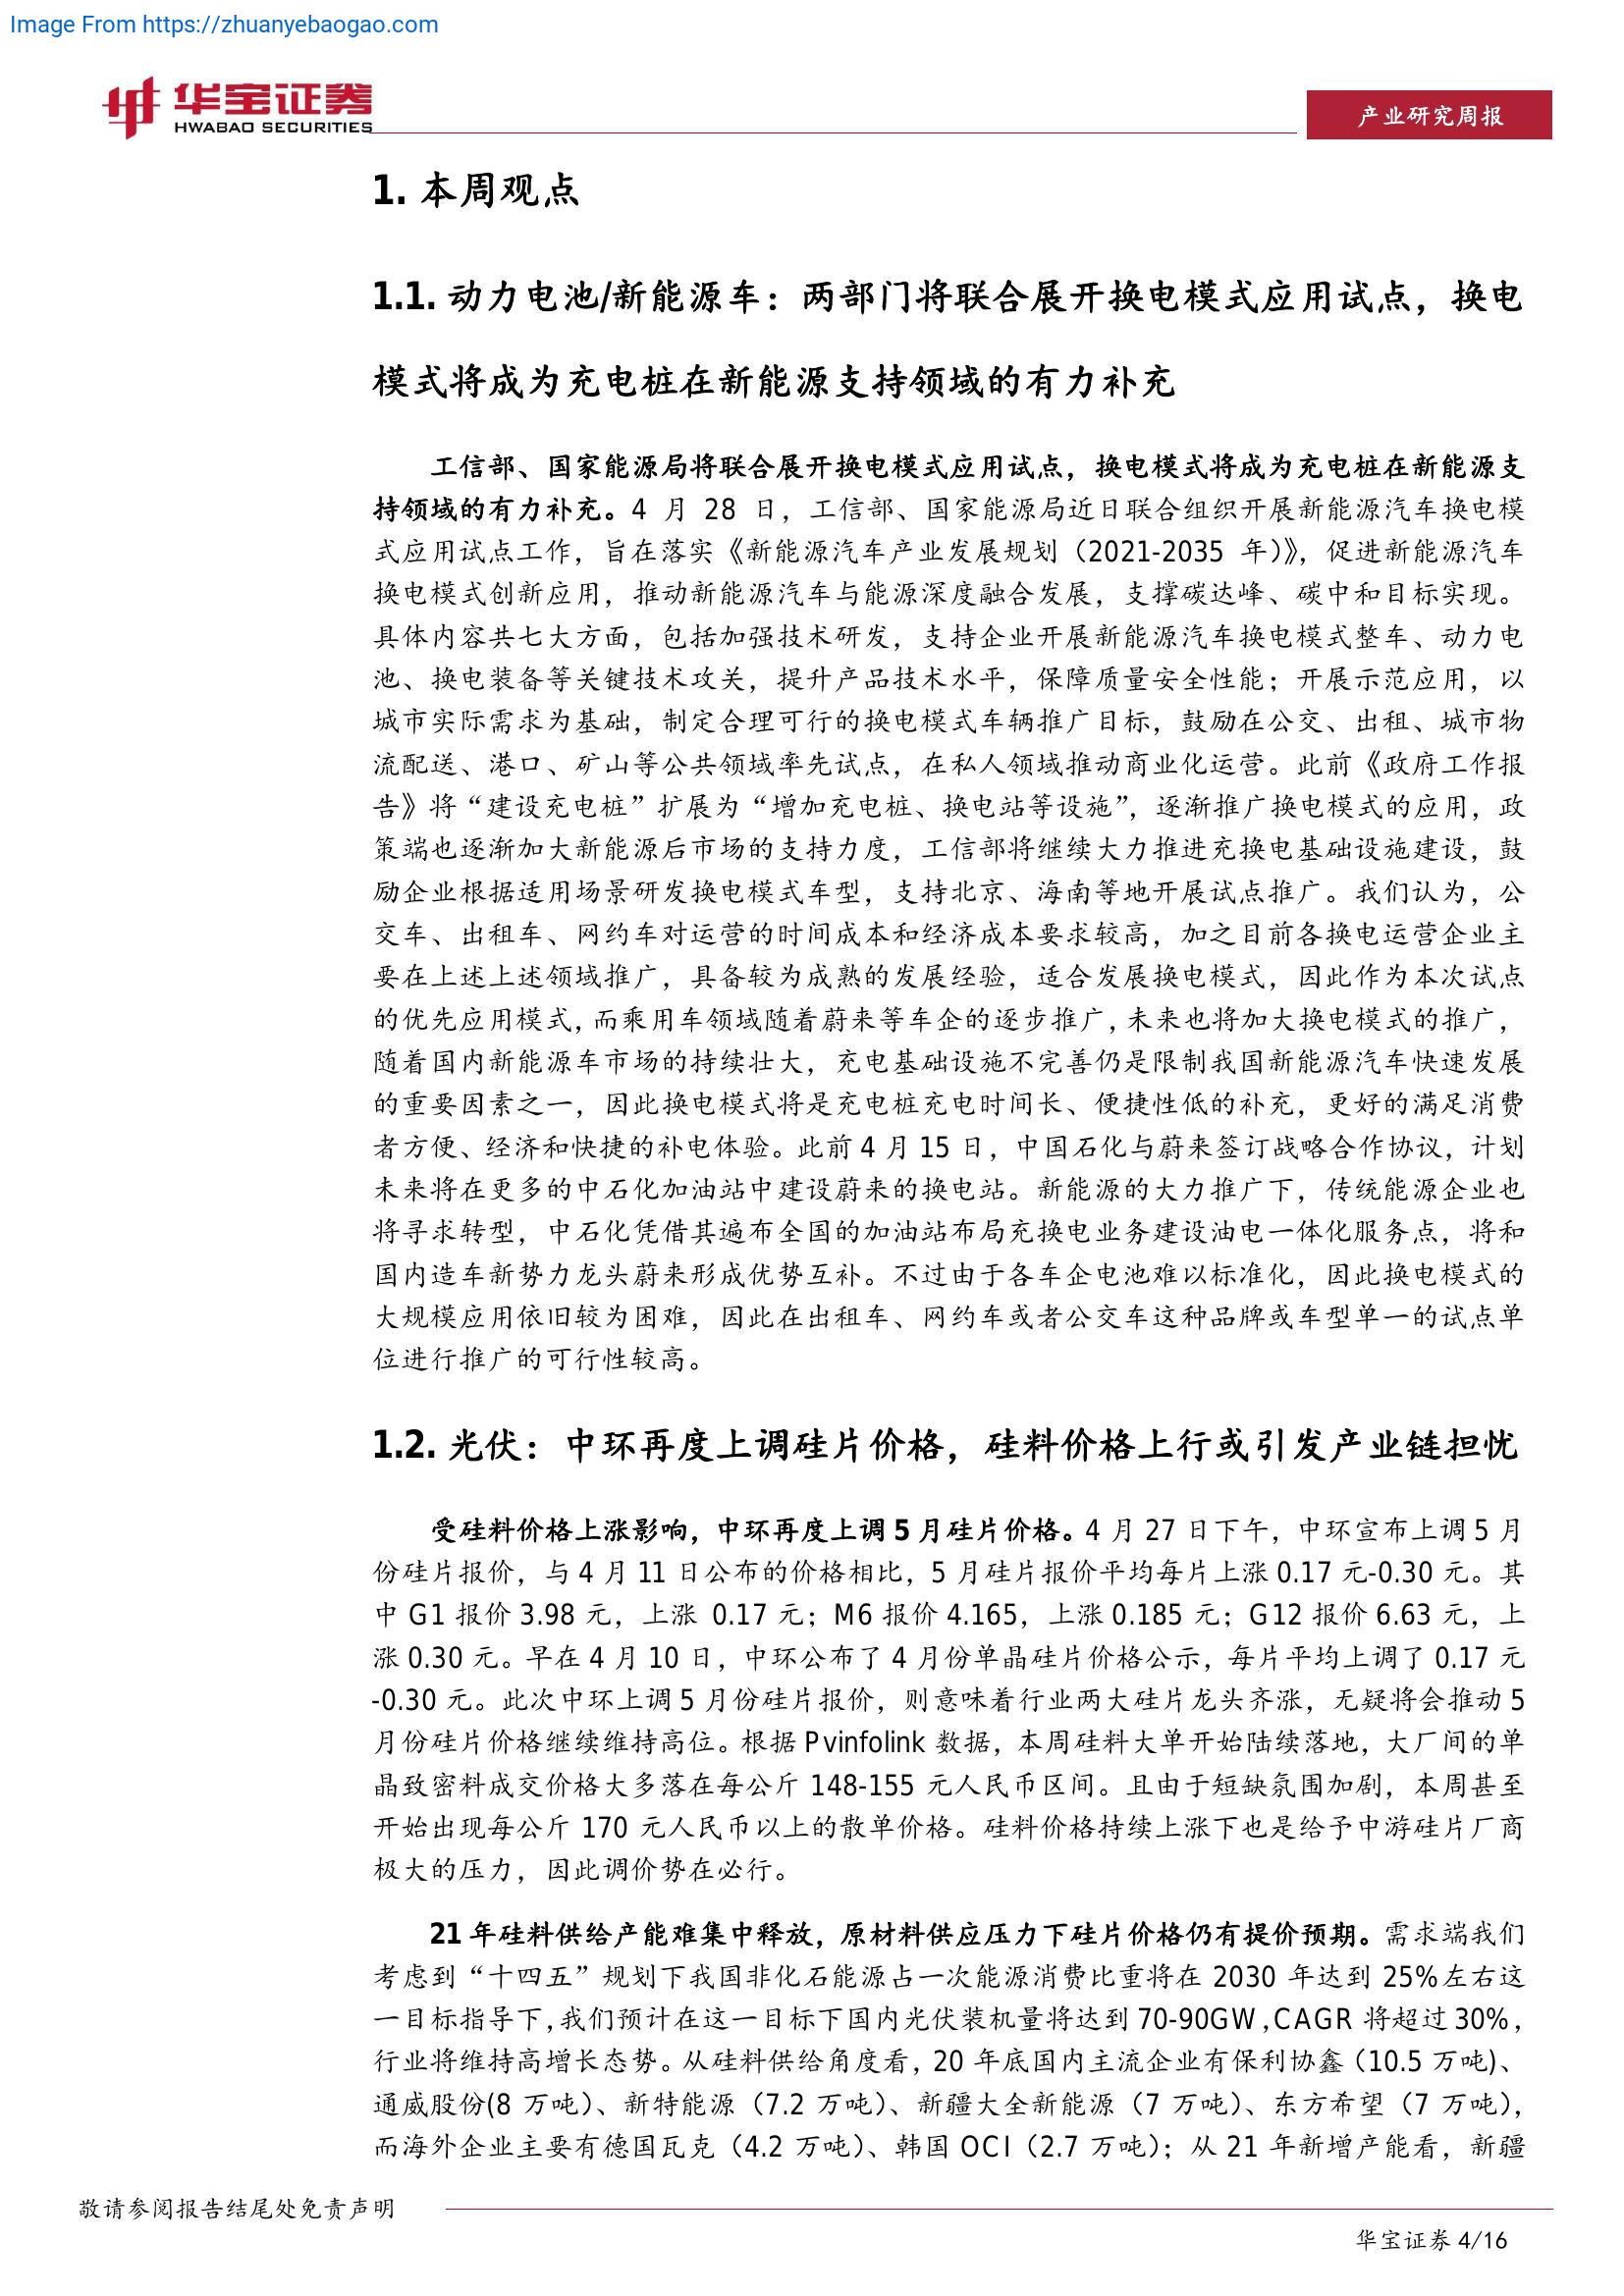 Image From https://zhuanyebaogao.com
华宝证券
HWABAO SECURITIES
产业研究周报
1. 本周观点
1.1. 动力电池/新能源车：两部门将联合展开换电模式应用试点，换电
模式将成为充电桩在新能源支持领域的有力补充
工信部、国家能源局将联合展开换电模式应用试点，换电模式将成为充电桩在新能源支
持领域的有力补充。4 月 28 日，工信部、国家能源局近日联合组织开展新能源汽车换电模
式应用试点工作，旨在落实《新能源汽车产业发展规划（2021-2035 年）》，促进新能源汽车
换电模式创新应用，推动新能源汽车与能源深度融合发展，支撑碳达峰、碳中和目标实现。
具体内容共七大方面，包括加强技术研发，支持企业开展新能源汽车换电模式整车、动力电
池、换电装备等关键技术攻关，提升产品技术水平，保障质量安全性能；开展示范应用，以
城市实际需求为基础，制定合理可行的换电模式车辆推广目标，鼓励在公交、出租、城市物
流配送、港口、矿山等公共领域率先试点，在私人领域推动商业化运营。此前《政府工作报
告》将“建设充电桩”扩展为“增加充电桩、换电站等设施”，逐渐推广换电模式的应用，政
策端也逐渐加大新能源后市场的支持力度，工信部将继续大力推进充换电基础设施建设，鼓
励企业根据适用场景研发换电模式车型，支持北京、海南等地开展试点推广。我们认为，公
交车、出租车、网约车对运营的时间成本和经济成本要求较高，加之目前各换电运营企业主
要在上述上述领域推广，具备较为成熟的发展经验，适合发展换电模式，因此作为本次试点
的优先应用模式，而乘用车领域随着蔚来等车企的逐步推广，未来也将加大换电模式的推广，
随着国内新能源车市场的持续壮大，充电基础设施不完善仍是限制我国新能源汽车快速发展
的重要因素之一，因此换电模式将是充电桩充电时间长、便捷性低的补充，更好的满足消费
者方便、经济和快捷的补电体验。此前 4 月 15 日，中国石化与蔚来签订战略合作协议，计划
未来将在更多的中石化加油站中建设蔚来的换电站。新能源的大力推广下，传统能源企业也
将寻求转型，中石化凭借其遍布全国的加油站布局充换电业务建设油电一体化服务点，将和
国内造车新势力龙头蔚来形成优势互补。不过由于各车企电池难以标准化，因此换电模式的
大规模应用依旧较为困难，因此在出租车、网约车或者公交车这种品牌或车型单一的试点单
位进行推广的可行性较高。
1.2. 光伏：中环再度上调硅片价格，硅料价格上行或引发产业链担忧
受硅料价格上涨影响，中环再度上调 5 月硅片价格。4 月 27 日下午，中环宣布上调 5 月
份硅片报价，与 4 月 11 日公布的价格相比，5 月硅片报价平均每片上涨 0.17 元-0.30 元。其
中 G1 报价 3.98 元，上涨 0.17 元；M6 报价 4.165，上涨 0.185 元；G12 报价 6.63 元，上
涨 0.30 元。早在 4 月 10 日，中环公布了 4 月份单晶硅片价格公示，每片平均上调了 0.17 元
-0.30 元。此次中环上调 5 月份硅片报价，则意味着行业两大硅片龙头齐涨，无疑将会推动 5
月份硅片价格继续维持高位。根据 Pvinfolink 数据，本周硅料大单开始陆续落地，大厂间的单
晶致密料成交价格大多落在每公斤 148-155 元人民币区间。且由于短缺氛围加剧，本周甚至
开始出现每公斤 170 元人民币以上的散单价格。硅料价格持续上涨下也是给予中游硅片厂商
极大的压力，因此调价势在必行。
21 年硅料供给产能难集中释放，原材料供应压力下硅片价格仍有提价预期。需求端我们
考虑到“十四五”规划下我国非化石能源占一次能源消费比重将在 2030 年达到 25%左右这
一目标指导下，我们预计在这一目标下国内光伏装机量将达到 70-90GW，CAGR 将超过 30%，
行业将维持高增长态势。从硅料供给角度看，20 年底国内主流企业有保利协鑫（10.5 万吨)、
通威股份(8 万吨）、新特能源（7.2 万吨）、新疆大全新能源（7 万吨）、东方希望（7 万吨），
而海外企业主要有德国瓦克（4.2 万吨）、韩国 OCI（2.7 万吨）；从 21 年新增产能看，新疆
敬请参阅报告结尾处免责声明
华宝证券 4/16